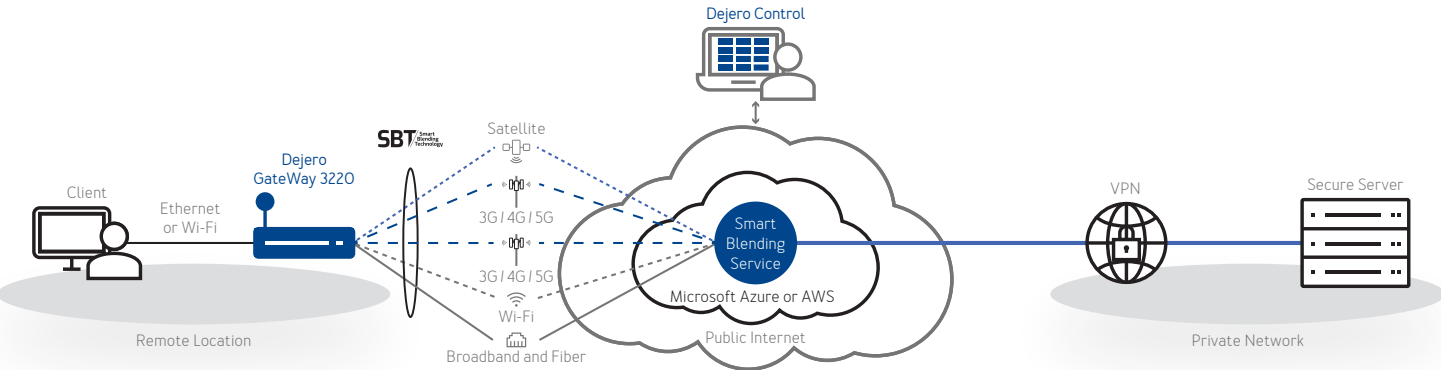 Dejero Control
SBT
Smart
Blending
Technology
Satellite
Dejero
GateWay 3220
Client
Ethernet
or Wi-Fi
3G / 4G / 5G
3G / 4G / 5G
Wi-Fi
Broadband and Fiber
Remote Location
Smart
Blending
Service
Microsoft Azure or AWS
Public Internet
VPN
Secure Server
Private Network